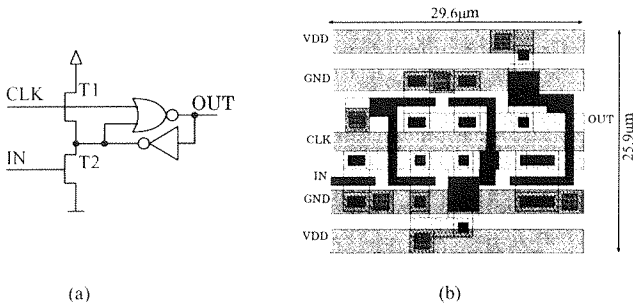 CLK
T1
OUT
IN
T2
(a)
29.6µm
VDD
GND
OUT
CLK
IN
GND
VDD
25.9µm
(b)